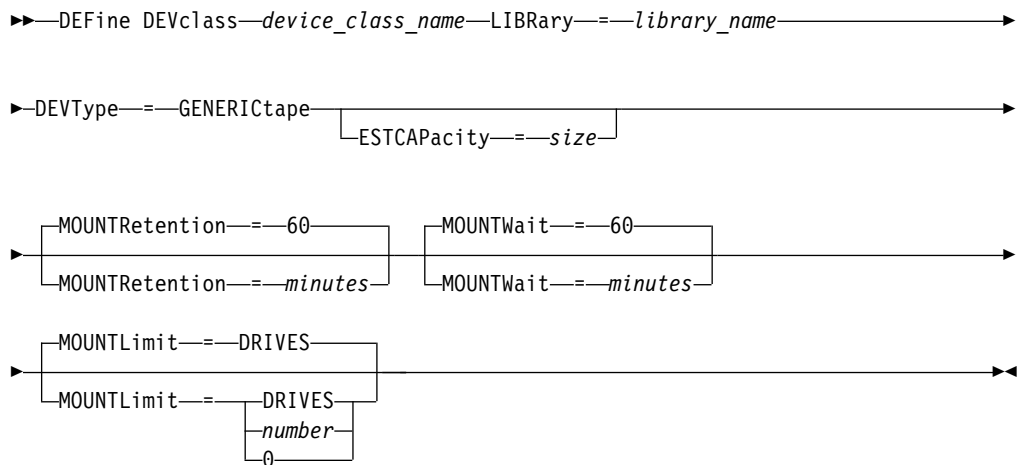 DEFine DEVclass device_class_name LIBRary = library_name
DEVType = GENERICtape
ESTCAPacity = size
MOUNTRetention = 60 MOUNTWait = 60
MOUNTRetention = minutes MOUNTWait = minutes
MOUNTLimit = DRIVES
MOUNTLimit = DRIVES
number
0